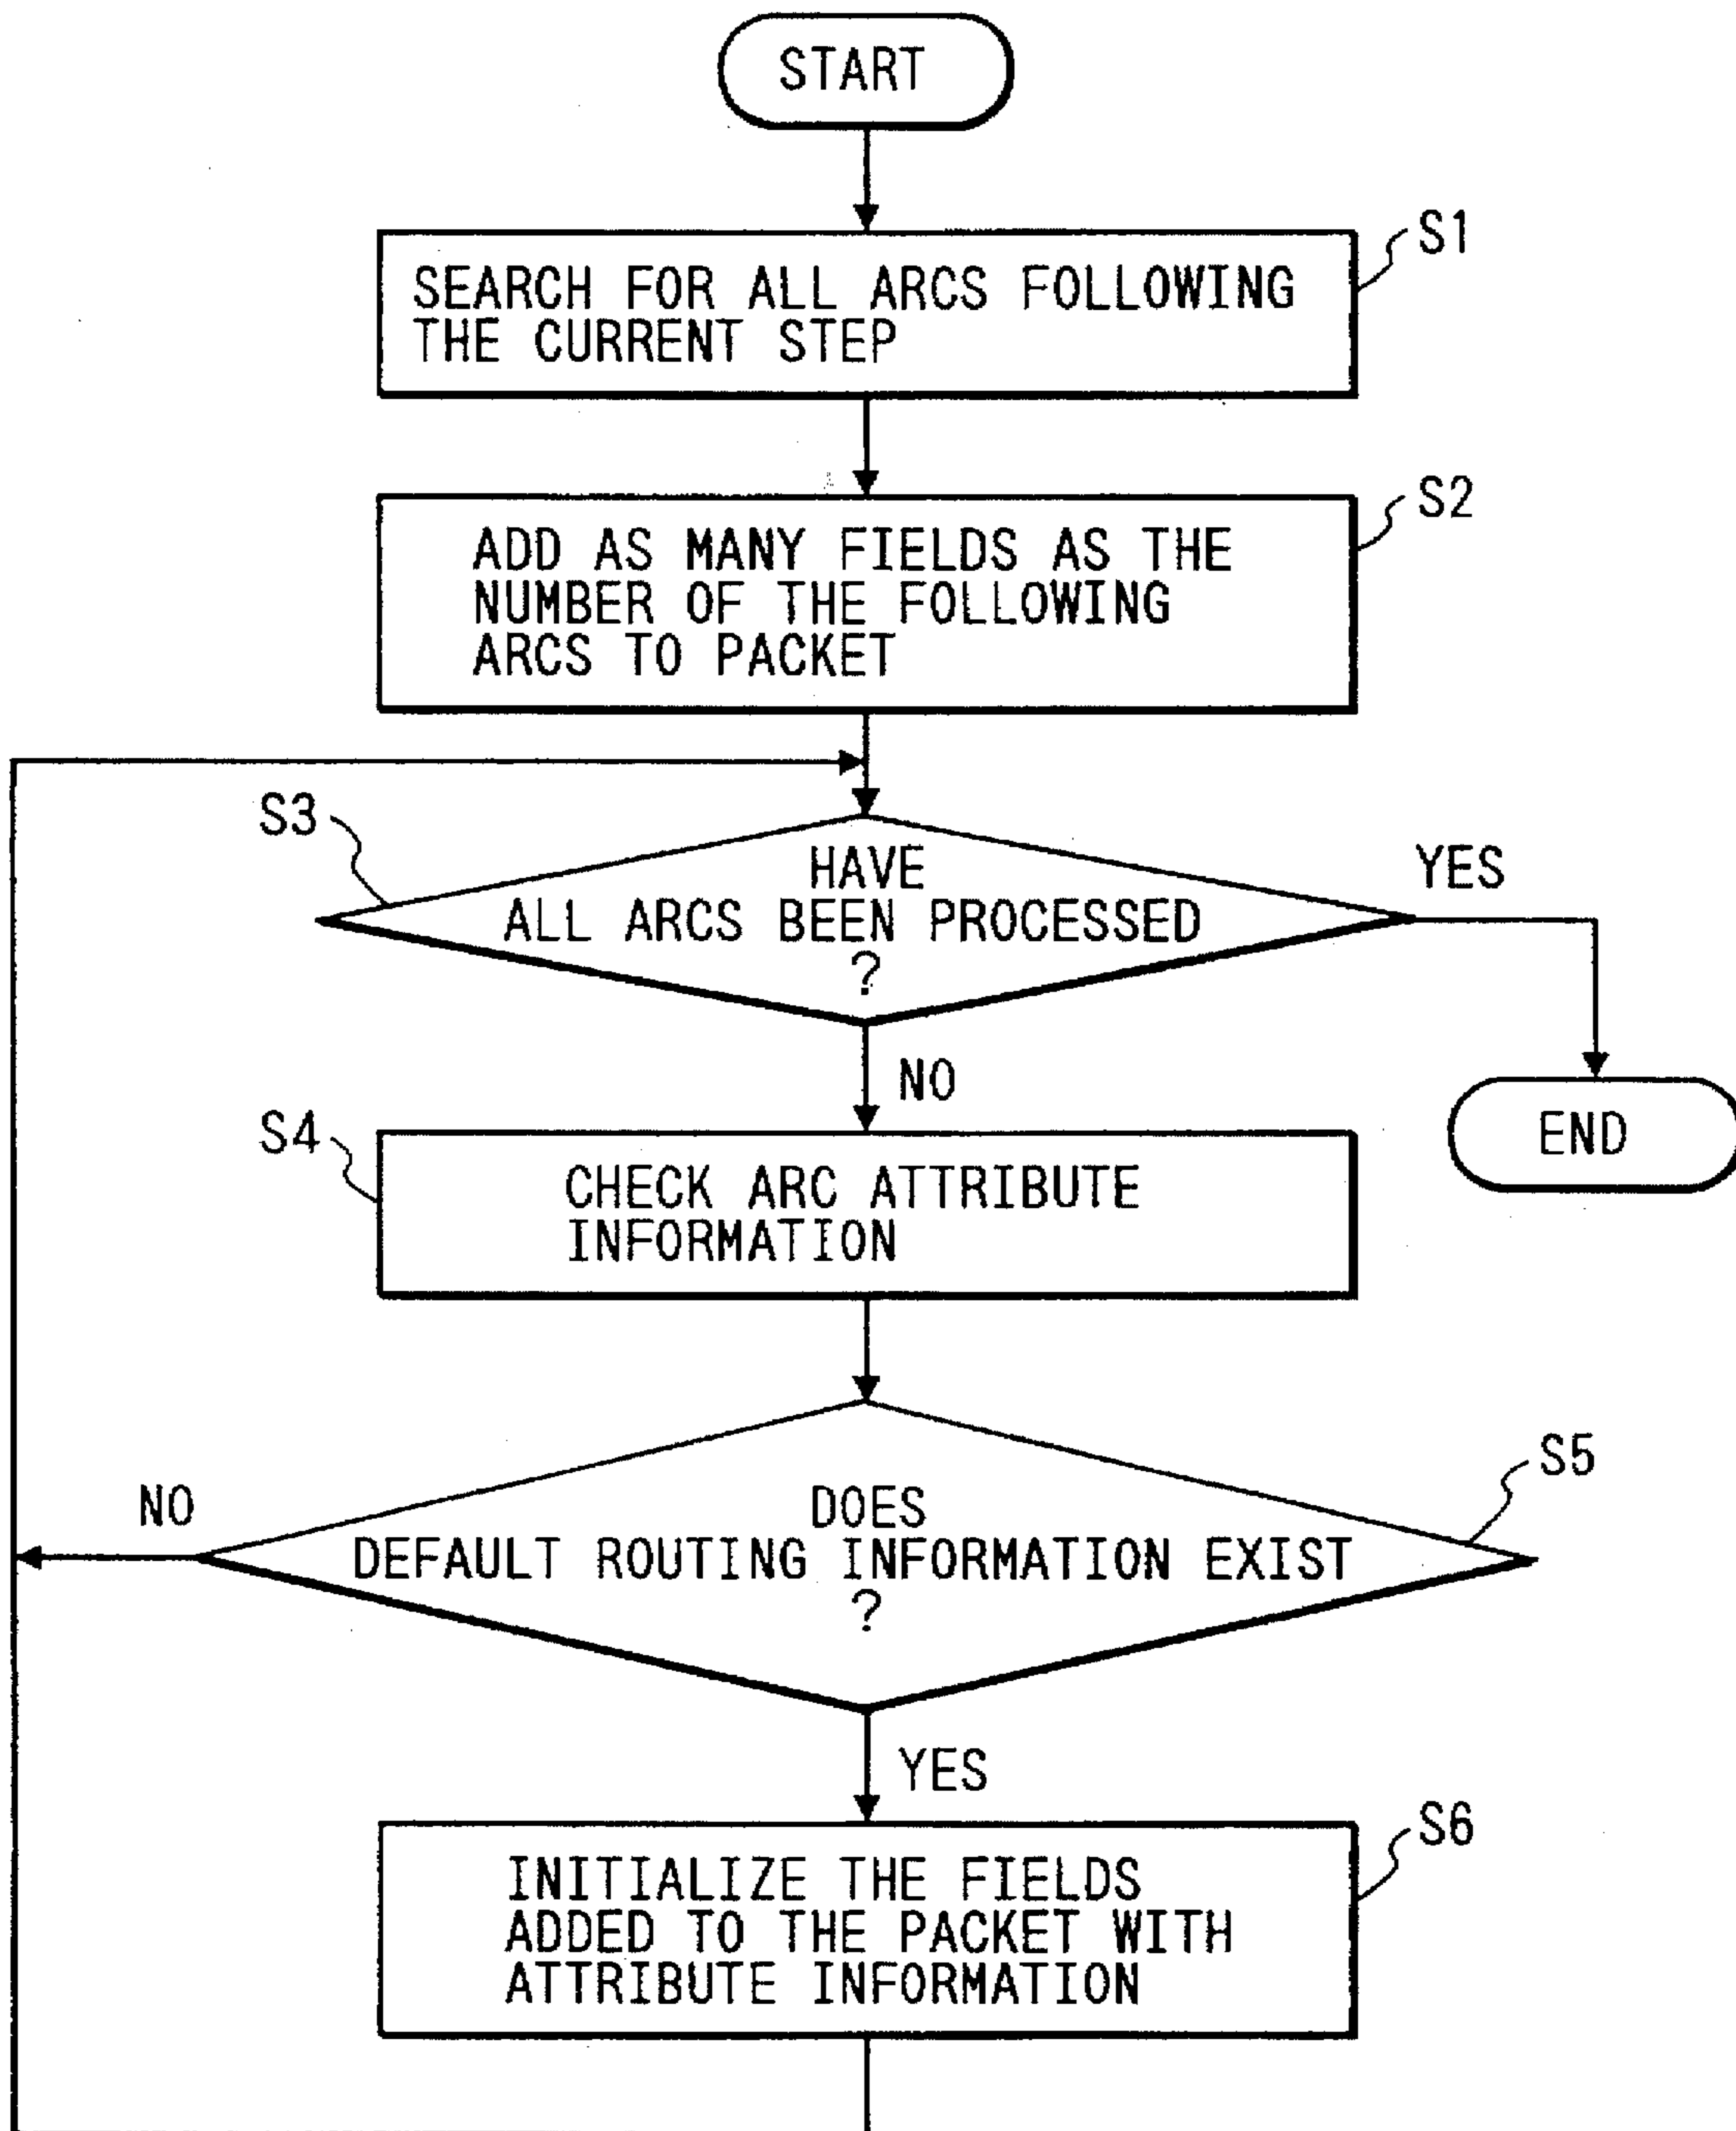 START
S1
SEARCH FOR ALL ARCS FOLLOWING
THE CURRENT STEP
S2
ADD AS MANY FIELDS AS THE
NUMBER OF THE FOLLOWING
ARCS TO PACKET
S3
HAVE
ALL ARCS BEEN PROCESSED
?
YES
NO
END
S4
CHECK ARC ATTRIBUTE
INFORMATION
S5
NO
DOES
DEFAULT ROUTING INFORMATION EXIST
?
YES
S6
INITIALIZE THE FIELDS
ADDED TO THE PACKET WITH
ATTRIBUTE INFORMATION